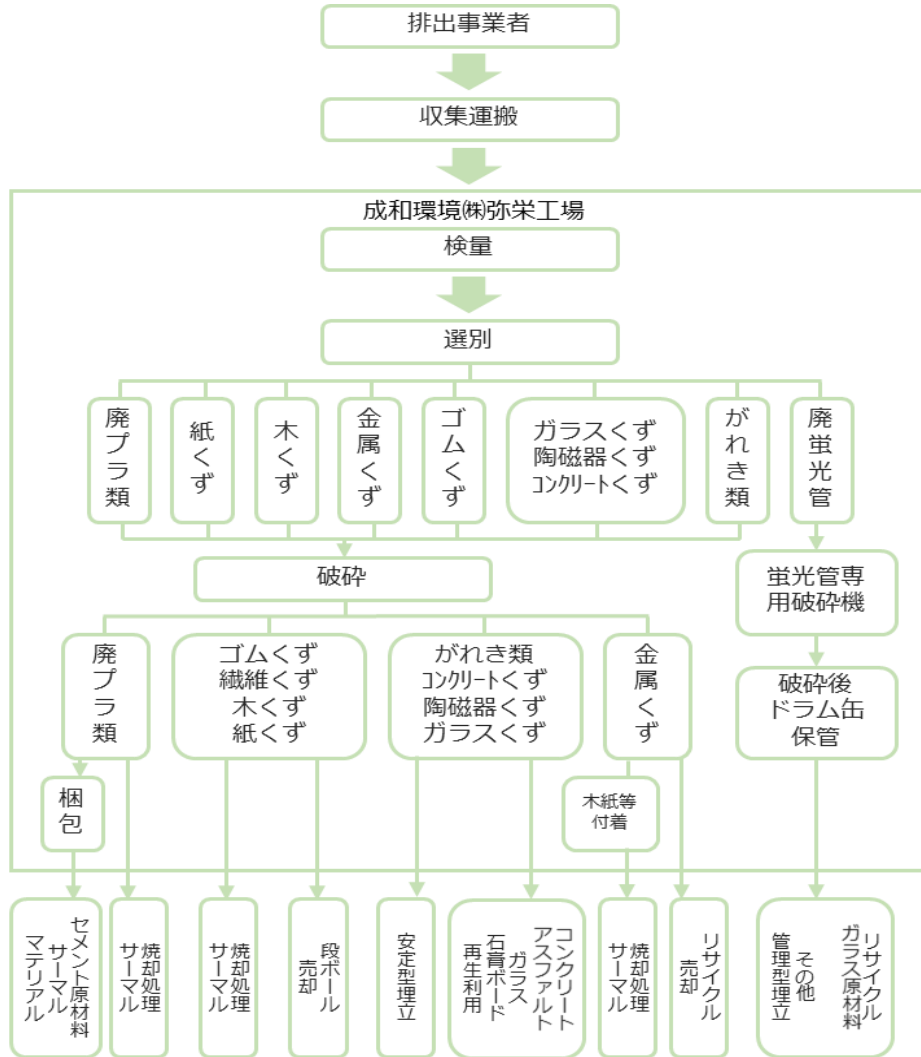 排出事業者
収集運搬
成和環境㈱弥栄工場
検量
選別
廃プラ類
紙くず
木くず
金属くず
ゴムくず
ガラスくず
陶磁器くず
ｺﾝｸﾘｰﾄくず
がれき類
廃蛍光管
破砕
蛍光管専
用破砕機
廃プラ類
ゴムくず
繊維くず
木くず
紙くず
がれき類
ｺﾝｸﾘｰﾄくず
陶磁器くず
ガラスくず
金属くず
破砕後
ドラム缶
保管
梱包
木紙等
付着
セメント原材料
サーマル
マテリアル
焼却処理
サーマル
焼却処理
サーマル
段ボール
売却
安定型埋立
コンクリート
アスファルト
ガラス
石膏ボード
再生利用
焼却処理
サーマル
リサイクル
売却
リサイクル
ガラス原材料
その他
管理型埋立